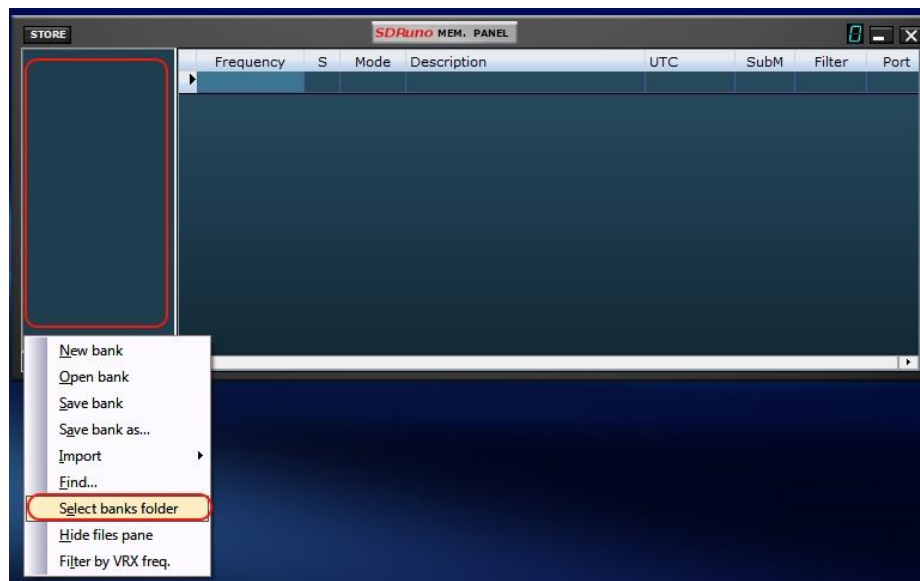 STORE
SDRuno MEM. PANEL
0
Frequency S Mode Description UTC SubM Filter Port
New bank
Open bank
Save bank
Save bank as...
Import
Find...
Select banks folder
Hide files pane
Filter by VRX freq.